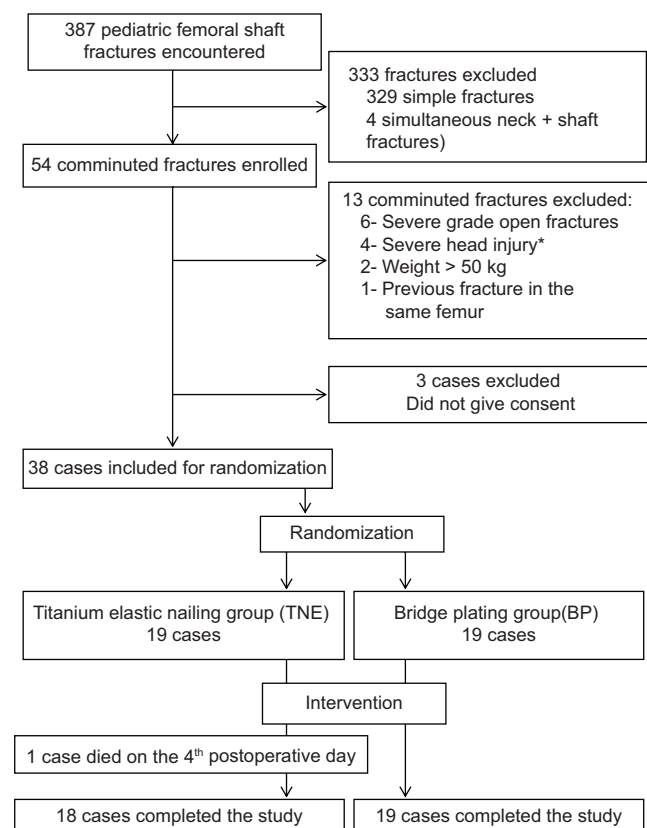 387 pediatric femoral shaft
fractures encountered
333 fractures excluded
329 simple fractures
4 simultaneous neck + shaft
fractures)
54 comminuted fractures enrolled
13 comminuted fractures excluded:
6- Severe grade open fractures
4- Severe head injury*
2- Weight > 50 kg
1- Previous fracture in the
same femur
3 cases excluded
Did not give consent
38 cases included for randomization
Randomization
Titanium elastic nailing group (TNE)
19 cases
Bridge plating group(BP)
19 cases
Intervention
1 case died on the 4th postoperative day
18 cases completed the study
19 cases completed the study